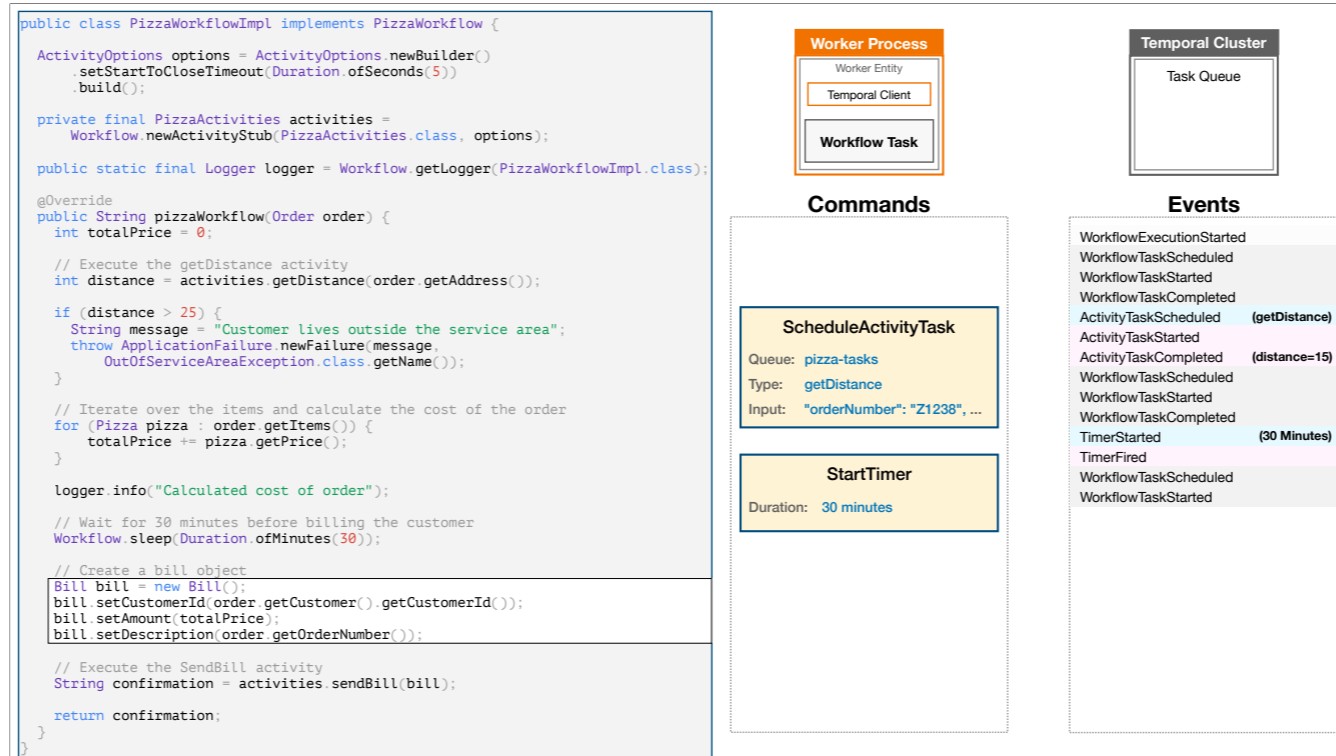 public class PizzaWorkflowImpl implements PizzaWorkflow {
ActivityOptions options = ActivityOptions.newBuilder()
.setStartToCloseTimeout(Duration.ofSeconds(5))
.build();
private final PizzaActivities activities =
Workflow.newActivityStub(PizzaActivities.class, options);
public static final Logger logger = Workflow.getLogger(PizzaWorkflowImpl.class);
@Override
public String pizzaWorkflow(Order order) {
int totalPrice = 0;
// Execute the getDistance activity
int distance = activities.getDistance(order.getAddress());
if (distance > 25) {
String message = "Customer lives outside the service area";
throw ApplicationFailure.newFailure(message,
OutOfServiceAreaException.class.getName());
}
// Iterate over the items and calculate the cost of the order
for (Pizza pizza : order.getItems()) {
totalPrice += pizza.getPrice();
}
logger.info("Calculated cost of order");
// Wait for 30 minutes before billing the customer
Workflow.sleep(Duration.ofMinutes(30));
// Create a bill object
Bill bill = new Bill();
bill.setCustomerId(order.getCustomer().getCustomerId());
bill.setAmount(totalPrice);
bill.setDescription(order.getOrderNumber());
// Execute the SendBill activity
String confirmation = activities.sendBill(bill);
return confirmation;
}
}
Worker Process
Worker Entity
Temporal Client
Workflow Task
Commands
ScheduleActivityTask
Queue: pizza-tasks
Type: getDistance
Input: "orderNumber": "Z1238", ...
StartTimer
Duration: 30 minutes
Temporal Cluster
Task Queue
Events
WorkflowExecutionStarted
WorkflowTaskScheduled
WorkflowTaskStarted
WorkflowTaskCompleted
ActivityTaskScheduled (getDistance)
ActivityTaskStarted
ActivityTaskCompleted (distance=15)
WorkflowTaskScheduled
WorkflowTaskStarted
WorkflowTaskCompleted
TimerStarted (30 Minutes)
TimerFired
WorkflowTaskScheduled
WorkflowTaskStarted